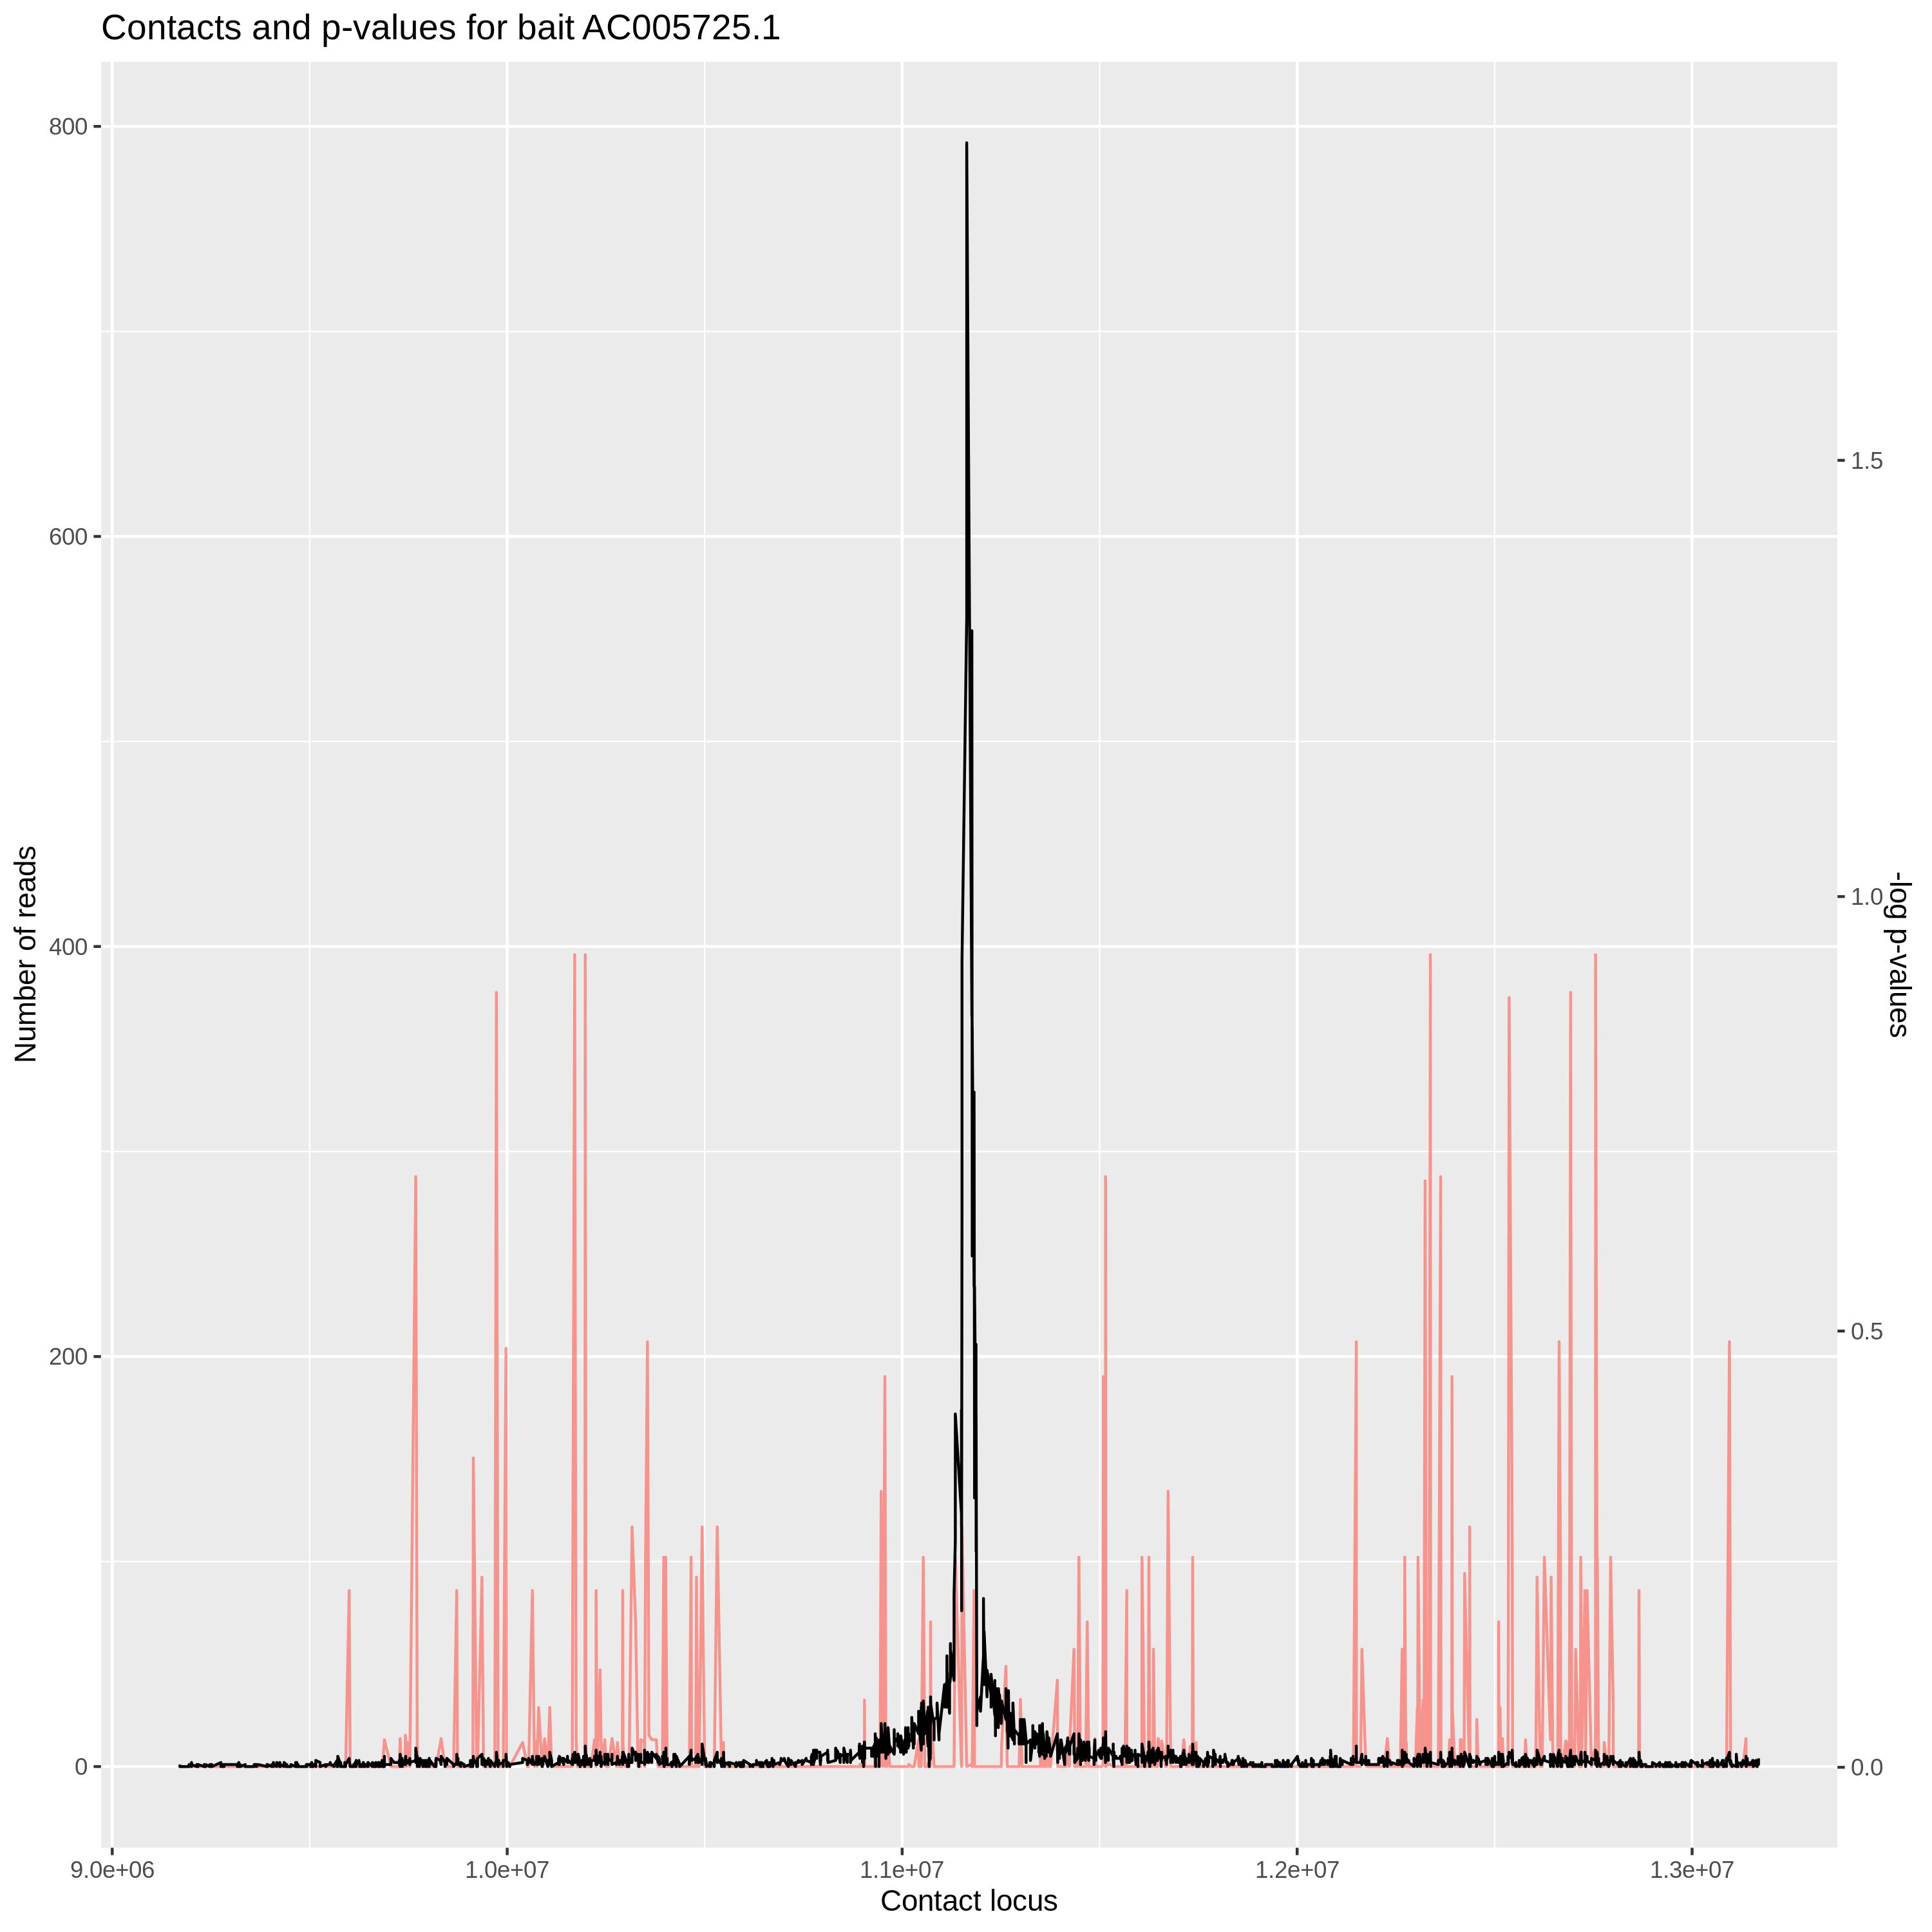 Contacts and p-values for bait AC005725.1
800
600
400
200
0
Number of reads
1.5
1.0
0.5
0.0
-log p-values
9.0e+06 1.0e+07 1.1e+07 1.2e+07 1.3e+07
Contact locus